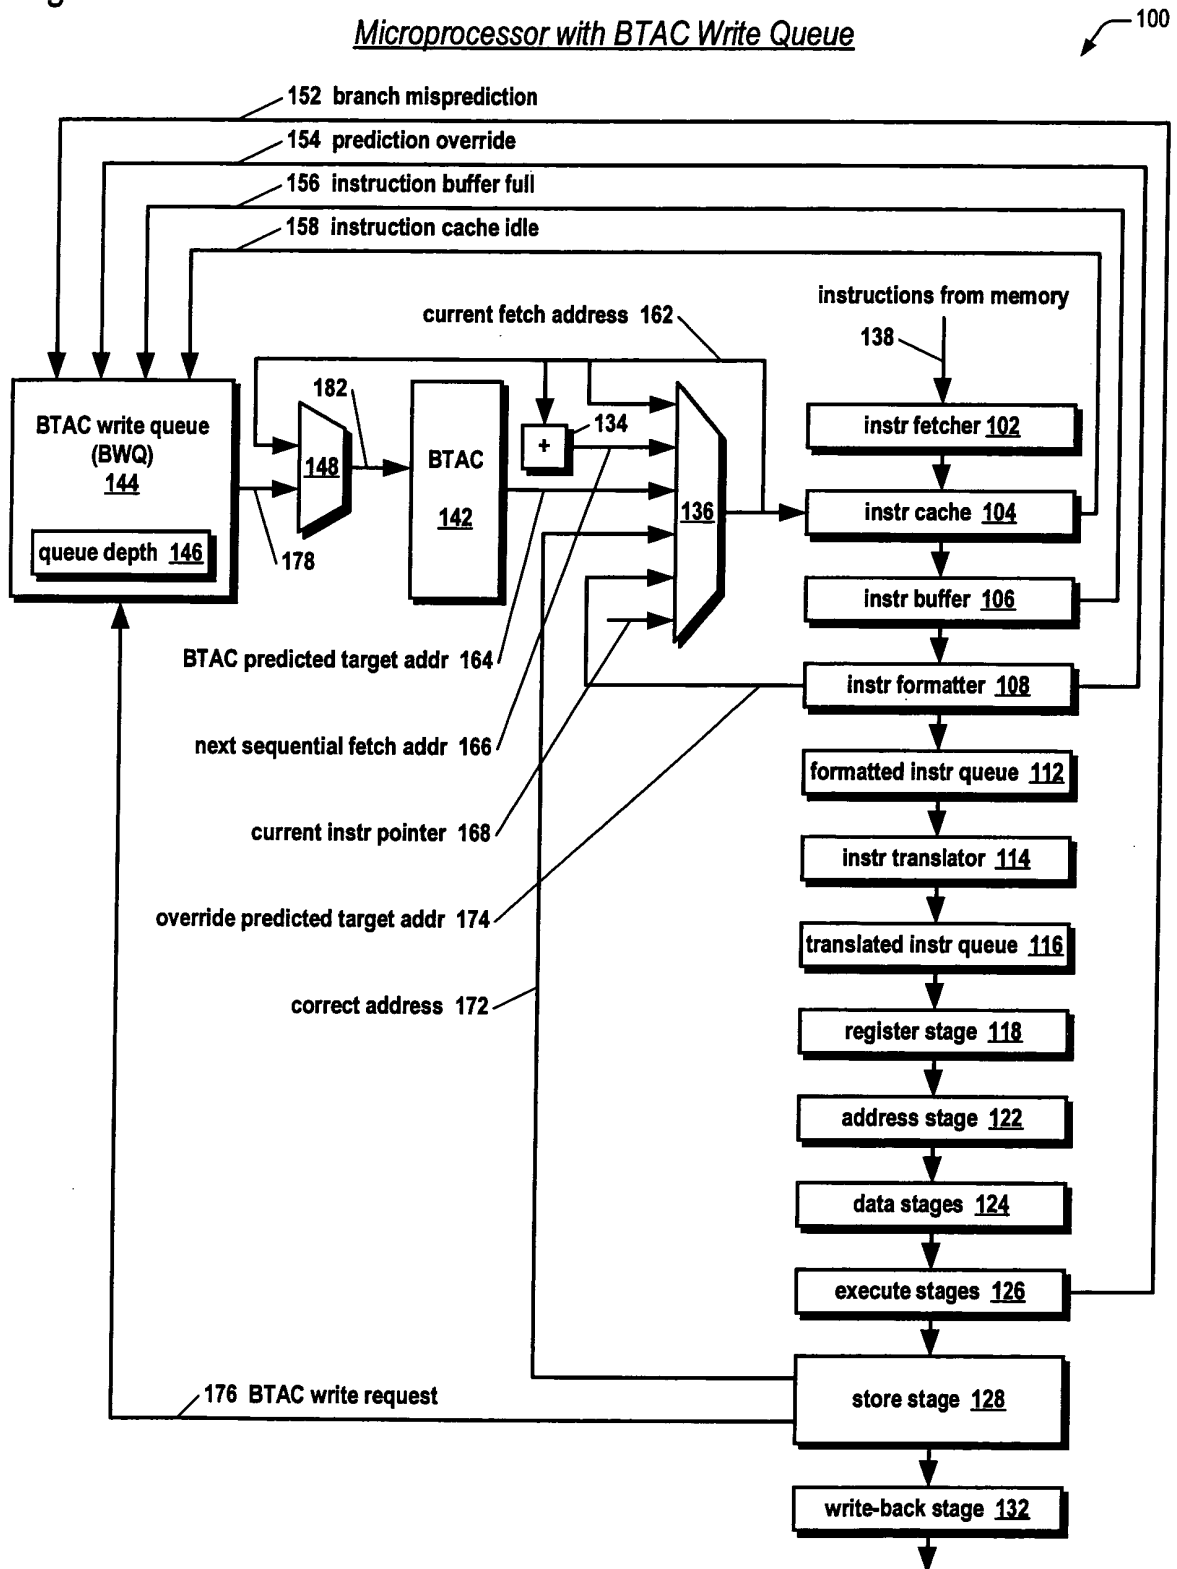 Microprocessor with BTAC Write Queue
100
152 branch misprediction
154 prediction override
156 instruction buffer full
158 instruction cache idle
instructions from memory
current fetch address 162
138
182
134
BTAC write queue
(BWQ)
144
148
BTAC
142
+
136
instr fetcher 102
instr cache 104
queue depth 146
178
instr buffer 106
BTAC predicted target addr 164
instr formatter 108
next sequential fetch addr 166
formatted instr queue 112
current instr pointer 168
instr translator 114
override predicted target addr 174
translated instr queue 116
correct address 172
register stage 118
address stage 122
data stages 124
execute stages 126
176 BTAC write request
store stage 128
write-back stage 132